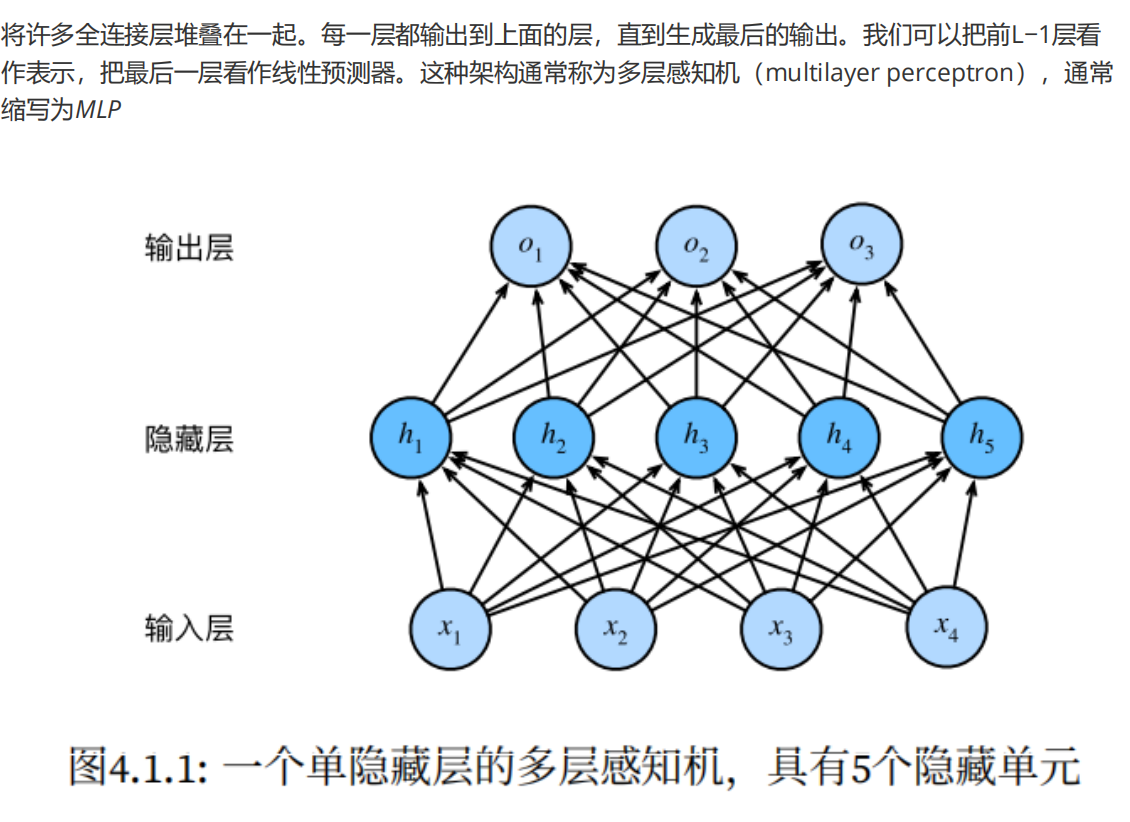 将许多全连接层堆叠在一起。每一层都输出到上面的层，直到生成最后的输出。我们可以把前L−1层看
作表示，把最后一层看作线性预测器。这种架构通常称为多层感知机（multilayer perceptron），通常
缩写为MLP
输出层
o1 o2 o3
隐藏层
h1 h2 h3 h4 h5
输入层
x1 x2 x3 x4
图4.1.1: 一个单隐藏层的多层感知机，具有5个隐藏单元